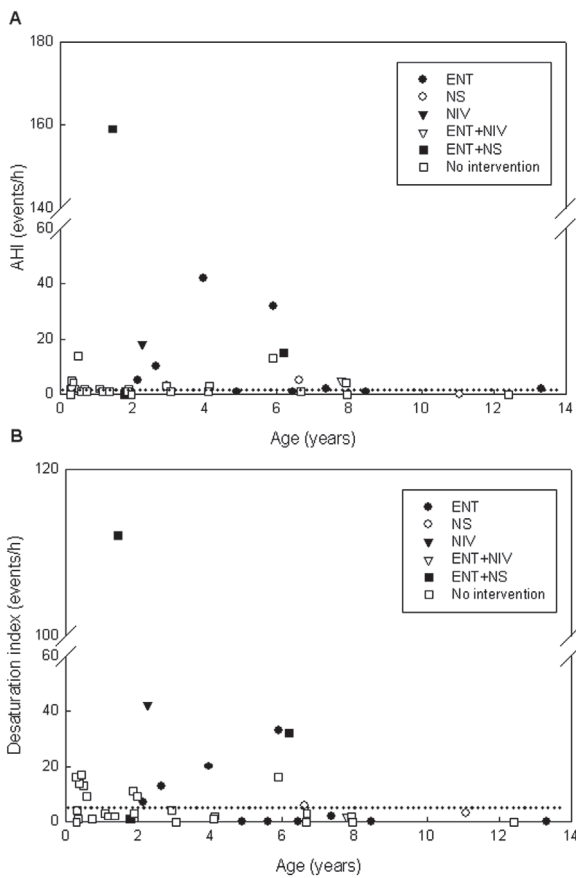 A
180
160
140
60
40
20
0
AHI (events/h)
ENT
NS
NIV
ENT+NIV
ENT+NS
No intervention
0 2 4 6 8 10 12 14
Age (years)
B
120
100
60
40
20
0
Desaturation index (events/h)
ENT
NS
NIV
ENT+NIV
ENT+NS
No intervention
0 2 4 6 8 10 12 14
Age (years)